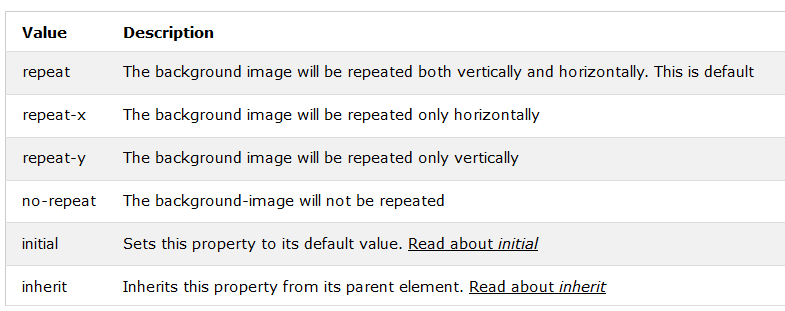 Value Description
repeat The background image will be repeated both vertically and horizontally. This is default
repeat-x The background image will be repeated only horizontally
repeat-y The background image will be repeated only vertically
no-repeat The background-image will not be repeated
initial Sets this property to its default value. Read about initial
inherit Inherits this property from its parent element. Read about inherit